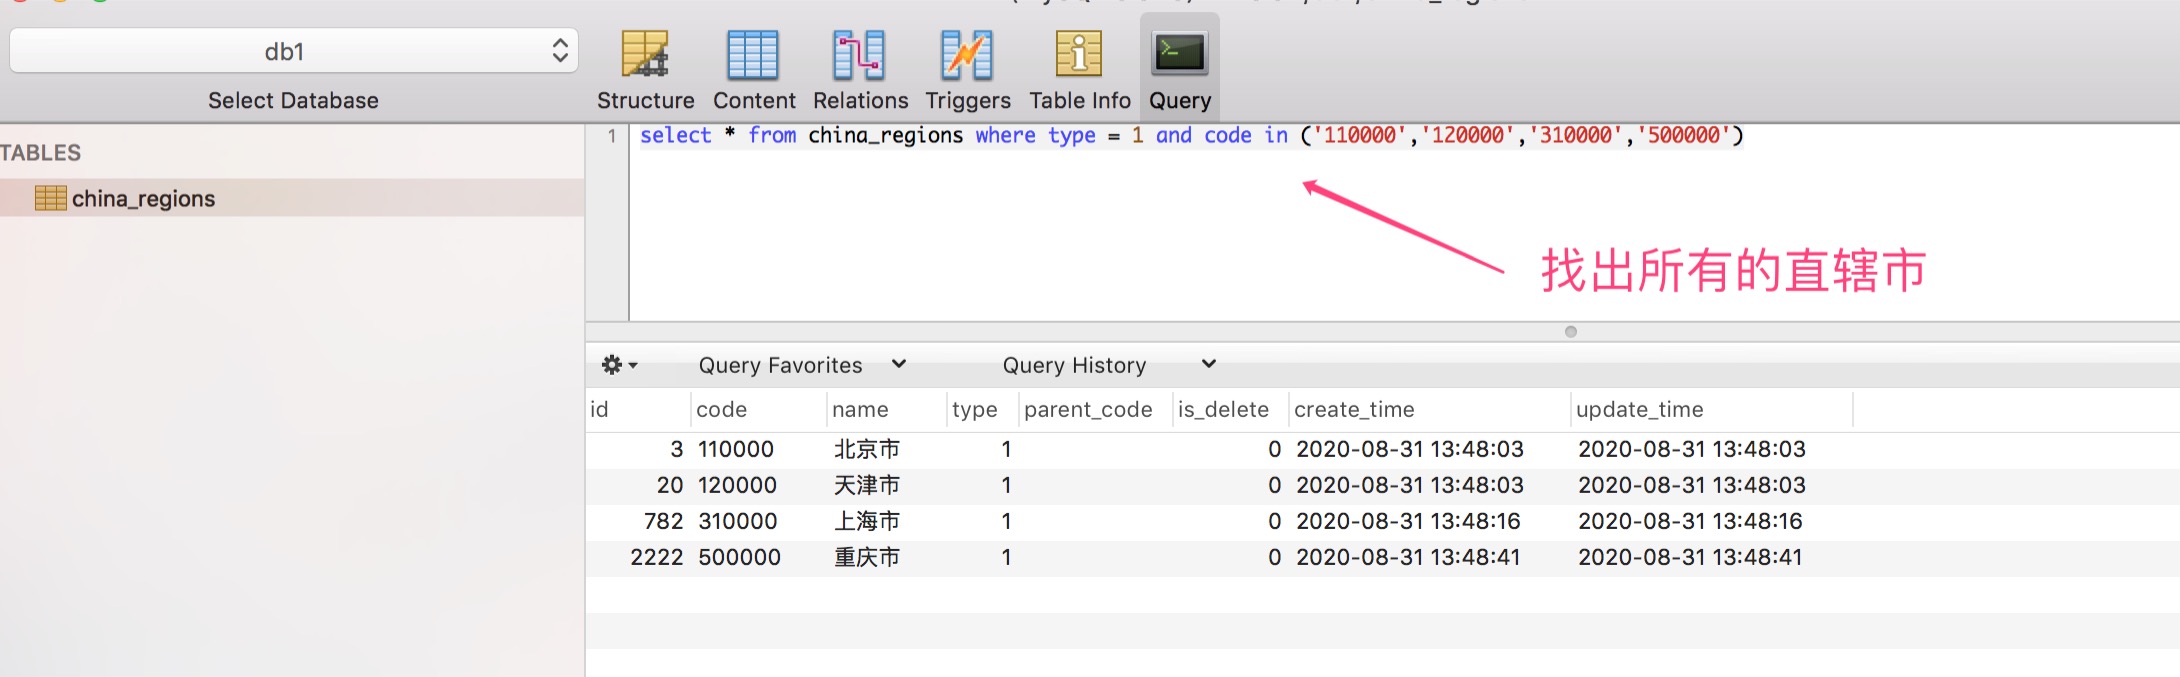 db1
Select Database
Structure Content Relations Triggers Table Info Query
TABLES
china_regions
1 select * from china_regions where type = 1 and code in ('110000','120000','310000','500000')
找出所有的直辖市
Query Favorites Query History
id code name type parent_code is_delete create_time update_time
3 110000 北京市 1 0 2020-08-31 13:48:03 2020-08-31 13:48:03
20 120000 天津市 1 0 2020-08-31 13:48:03 2020-08-31 13:48:03
782 310000 上海市 1 0 2020-08-31 13:48:16 2020-08-31 13:48:16
2222 500000 重庆市 1 0 2020-08-31 13:48:41 2020-08-31 13:48:41